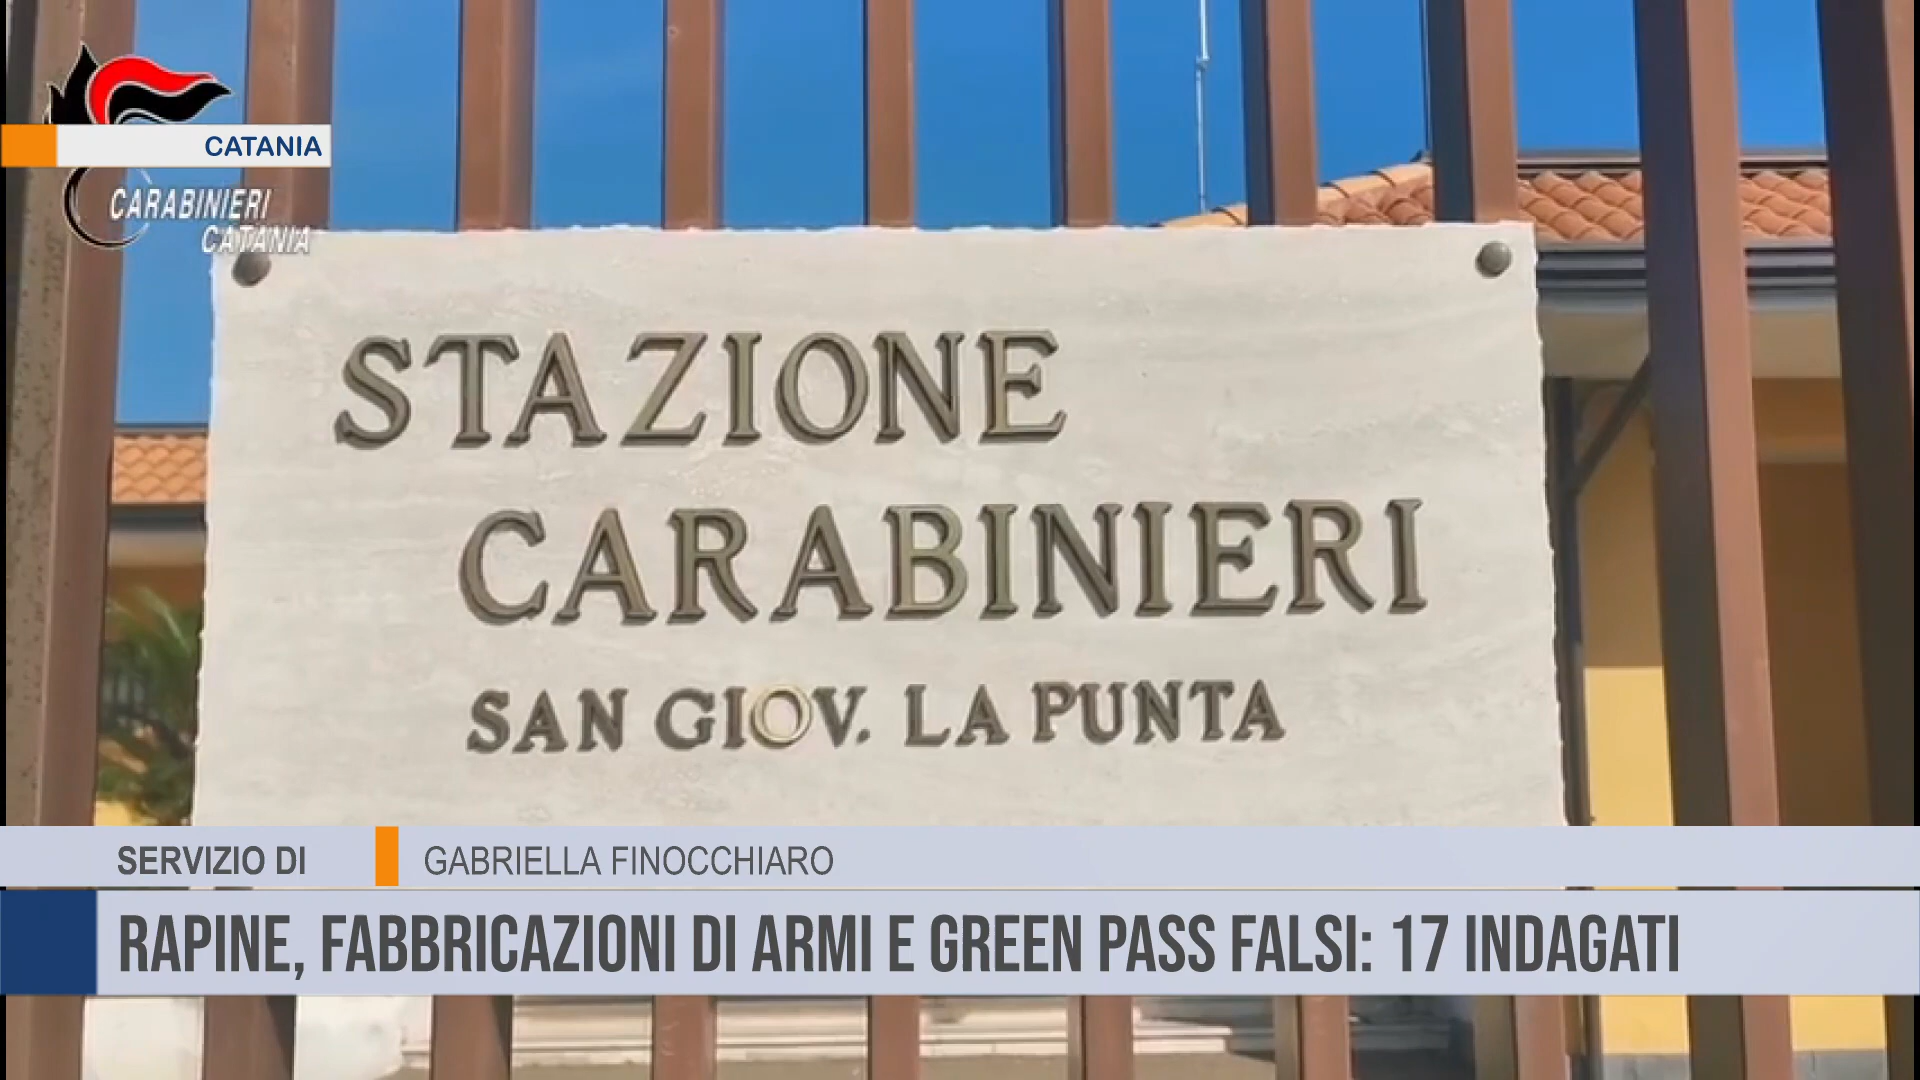 CATANIA
CARABINIERI
CATANIA
STAZIONE
CARABINIERI
SAN GIOV. LA PUNTA
SERVIZIO DI GABRIELLA FINOCCHIARO
RAPINE, FABBRICAZIONI DI ARMI E GREEN PASS FALSI: 17 INDAGATI